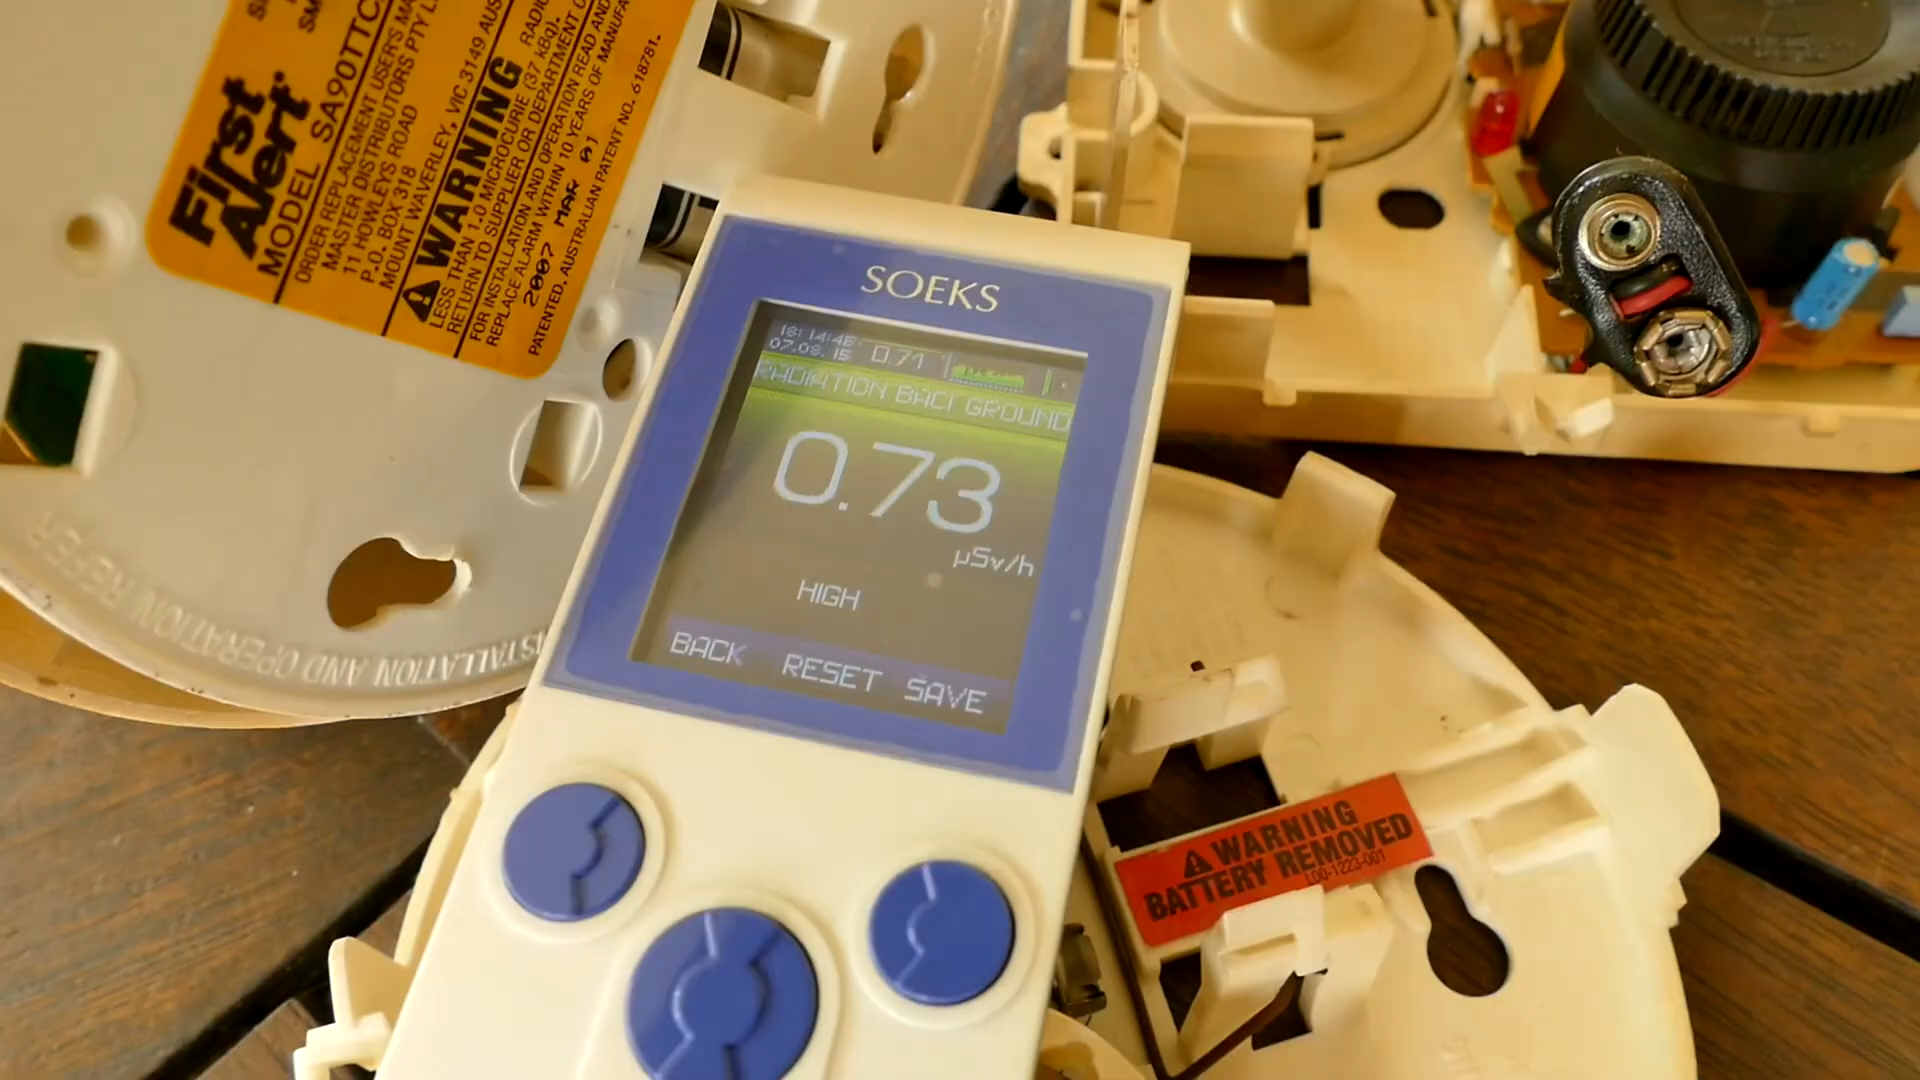 First
Alert
MODEL SA90TTC
ORDER REPLACEMENT USER'S
MASTER DISTRIBUTORS PTY
11 HOWLEYS ROAD
P.O. BOX 318
MOUNT WAVERLEY, VIC 3149
WARNING
LESS THAN 1.0 MICROCURIE (37 kBq).
RETURN TO SUPPLIER OR DEPARTMENT
FOR INSTALLATION AND OPERATION READ AND
REPLACE ALARM WITHIN 10 YEARS OF
2007 MAR 01
PATENTED. AUSTRALIAN PATENT NO. 618781.
INSTALLATION AND OPERATION REFER
SOEKS
18:14:46
07.09.15
0.71
RADIATION BACKGROUND
0.73
µSv/h
HIGH
BACK RESET SAVE
WARNING
BATTERY REMOVED
L00-1223-001